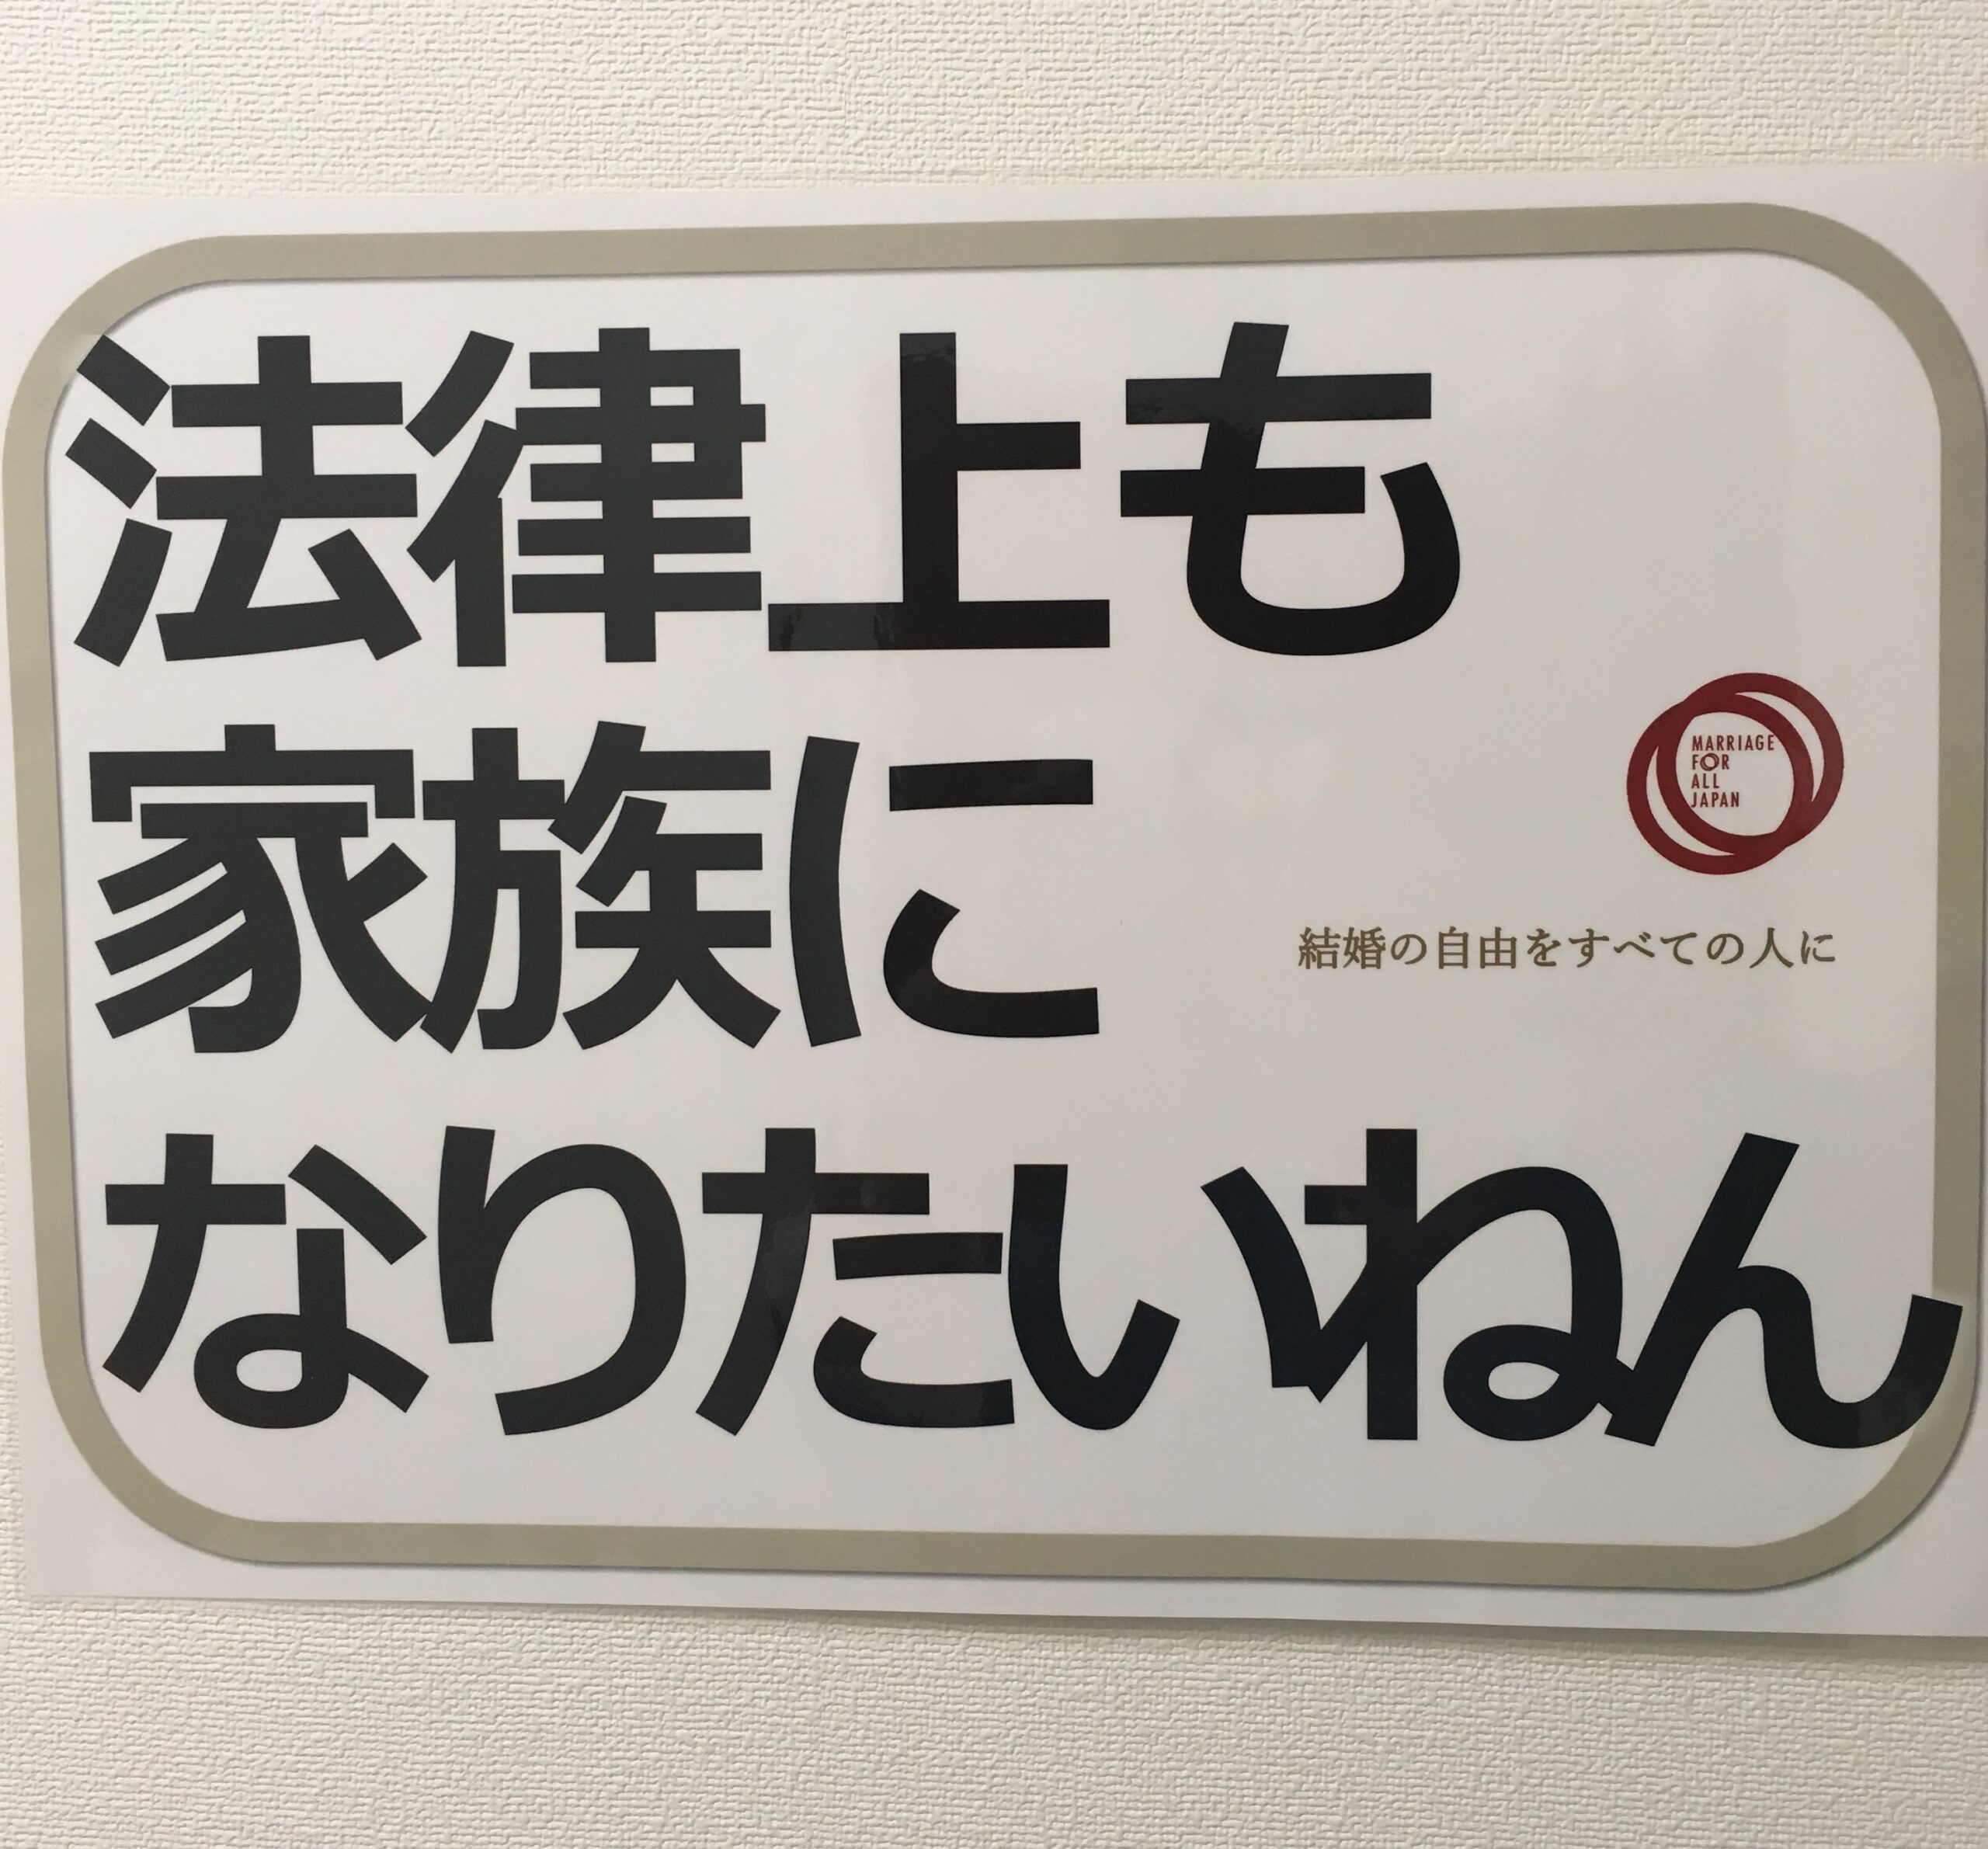 法律上も
家族に
なりたいねん
MARRIAGE
FOR
ALL
JAPAN
結婚の自由をすべての人に